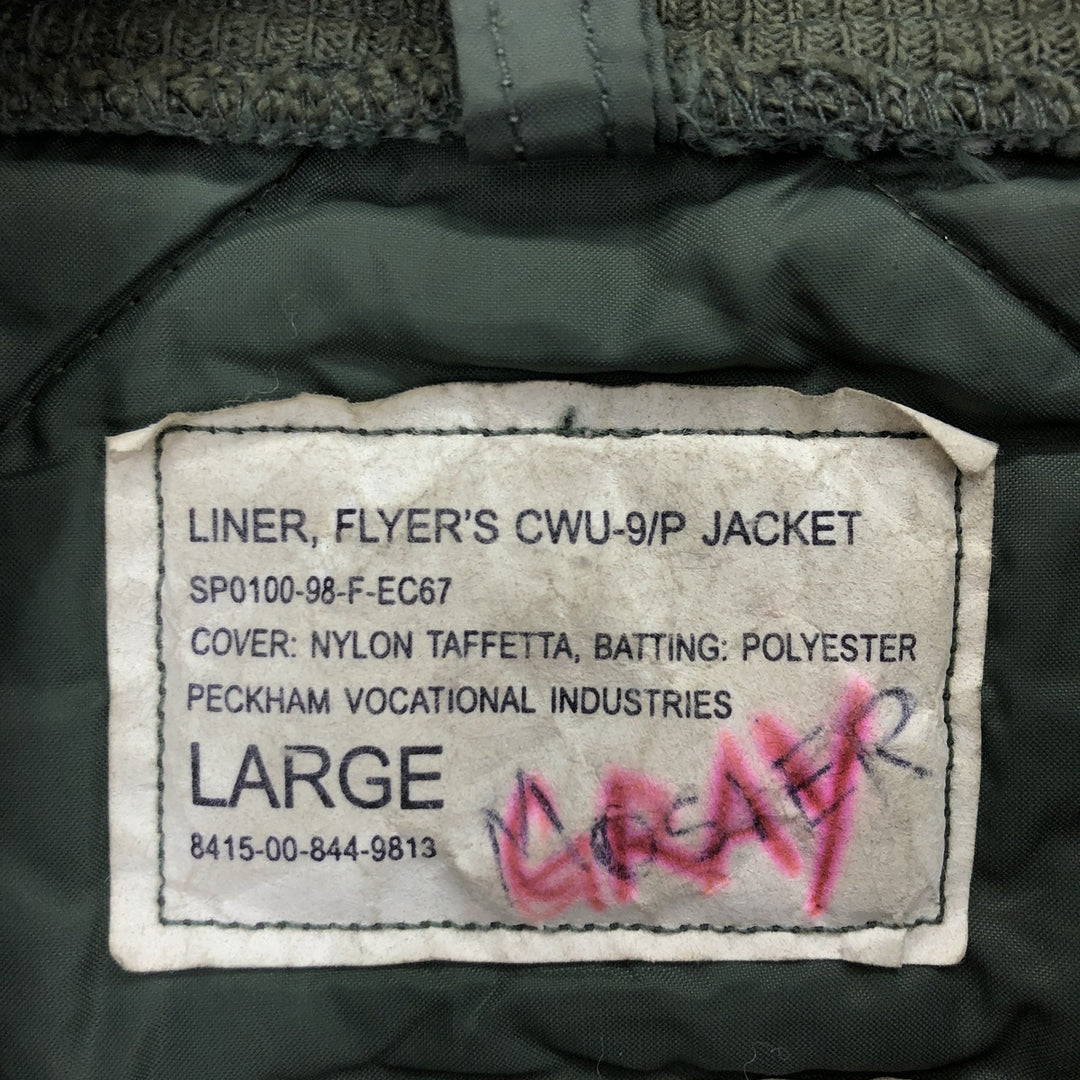 LINER, FLYER'S CWU-9/P JACKET
SP0100-98-F-EC67
COVER: NYLON TAFFETTA, BATTING: POLYESTER
PECKHAM VOCATIONAL INDUSTRIES
LARGE
8415-00-844-9813